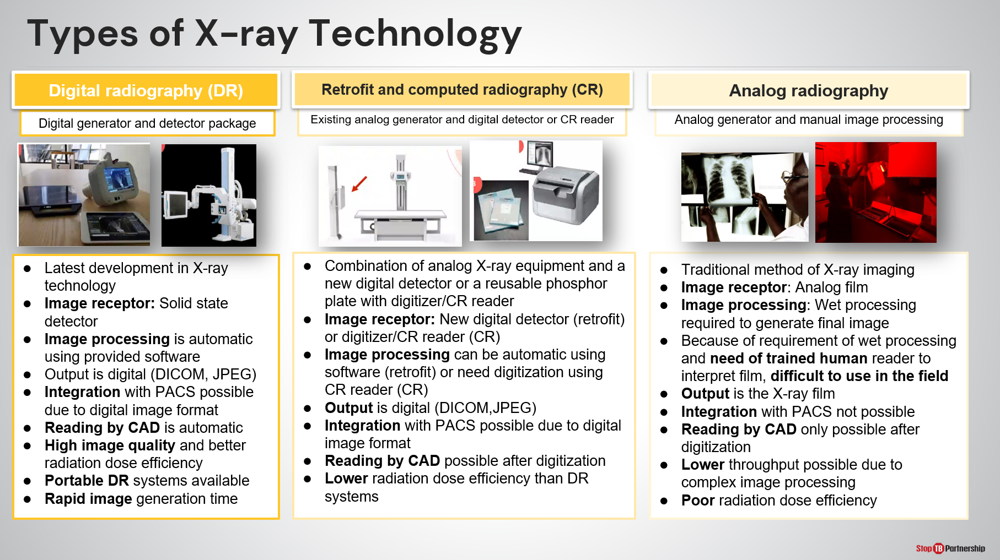 Types of X-ray Technology
Digital radiography (DR)
Digital generator and detector package
● Latest development in X-ray
technology
● Image receptor: Solid state
detector
● Image processing is automatic
using provided software
● Output is digital (DICOM, JPEG)
● Integration with PACS possible
due to digital image format
● Reading by CAD is automatic
● High image quality and better
radiation dose efficiency
● Portable DR systems available
● Rapid image generation time
Retrofit and computed radiography (CR)
Existing analog generator and digital detector or CR reader
● Combination of analog X-ray equipment and a
new digital detector or a reusable phosphor
plate with digitizer/CR reader
● Image receptor: New digital detector (retrofit)
or digitizer/CR reader (CR)
● Image processing can be automatic using
software (retrofit) or need digitization using
CR reader (CR)
● Output is digital (DICOM,JPEG)
● Integration with PACS possible due to digital
image format
● Reading by CAD possible after digitization
● Lower radiation dose efficiency than DR
systems
Analog radiography
Analog generator and manual image processing
● Traditional method of X-ray imaging
● Image receptor: Analog film
● Image processing: Wet processing
required to generate final image
● Because of requirement of wet processing
and need of trained human reader to
interpret film, difficult to use in the field
● Output is the X-ray film
● Integration with PACS not possible
● Reading by CAD only possible after
digitization
● Lower throughput possible due to
complex image processing
● Poor radiation dose efficiency
Stop TB Partnership